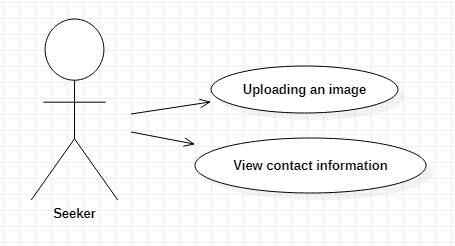 Uploading an image
View contact information
Seeker